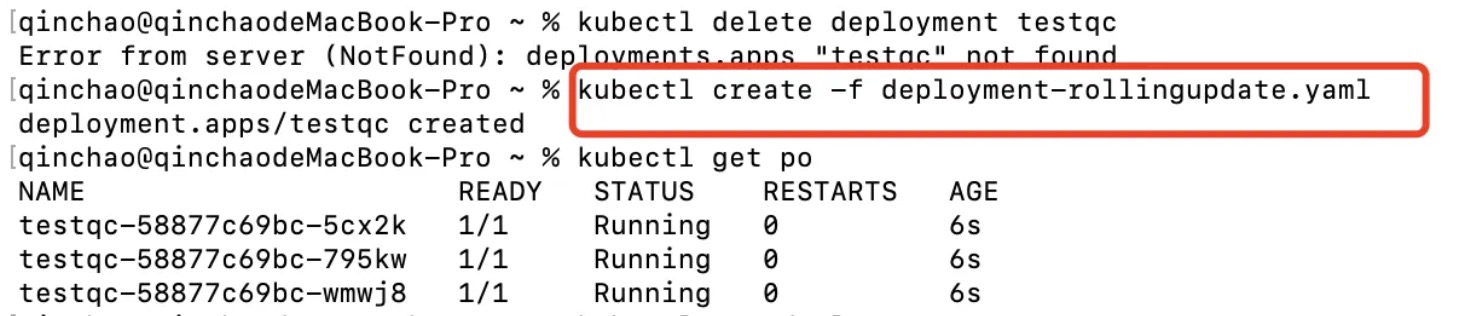 [qinchao@qinchaodeMacBook-Pro ~ % kubectl delete deployment testqc
Error from server (NotFound): deployments.apps "testqc" not found
[qinchao@qinchaodeMacBook-Pro ~ % kubectl create -f deployment-rollingupdate.yaml
deployment.apps/testqc created
[qinchao@qinchaodeMacBook-Pro ~ % kubectl get po
NAME READY STATUS RESTARTS AGE
testqc-58877c69bc-5cx2k 1/1 Running 0 6s
testqc-58877c69bc-795kw 1/1 Running 0 6s
testqc-58877c69bc-wmwj8 1/1 Running 0 6s